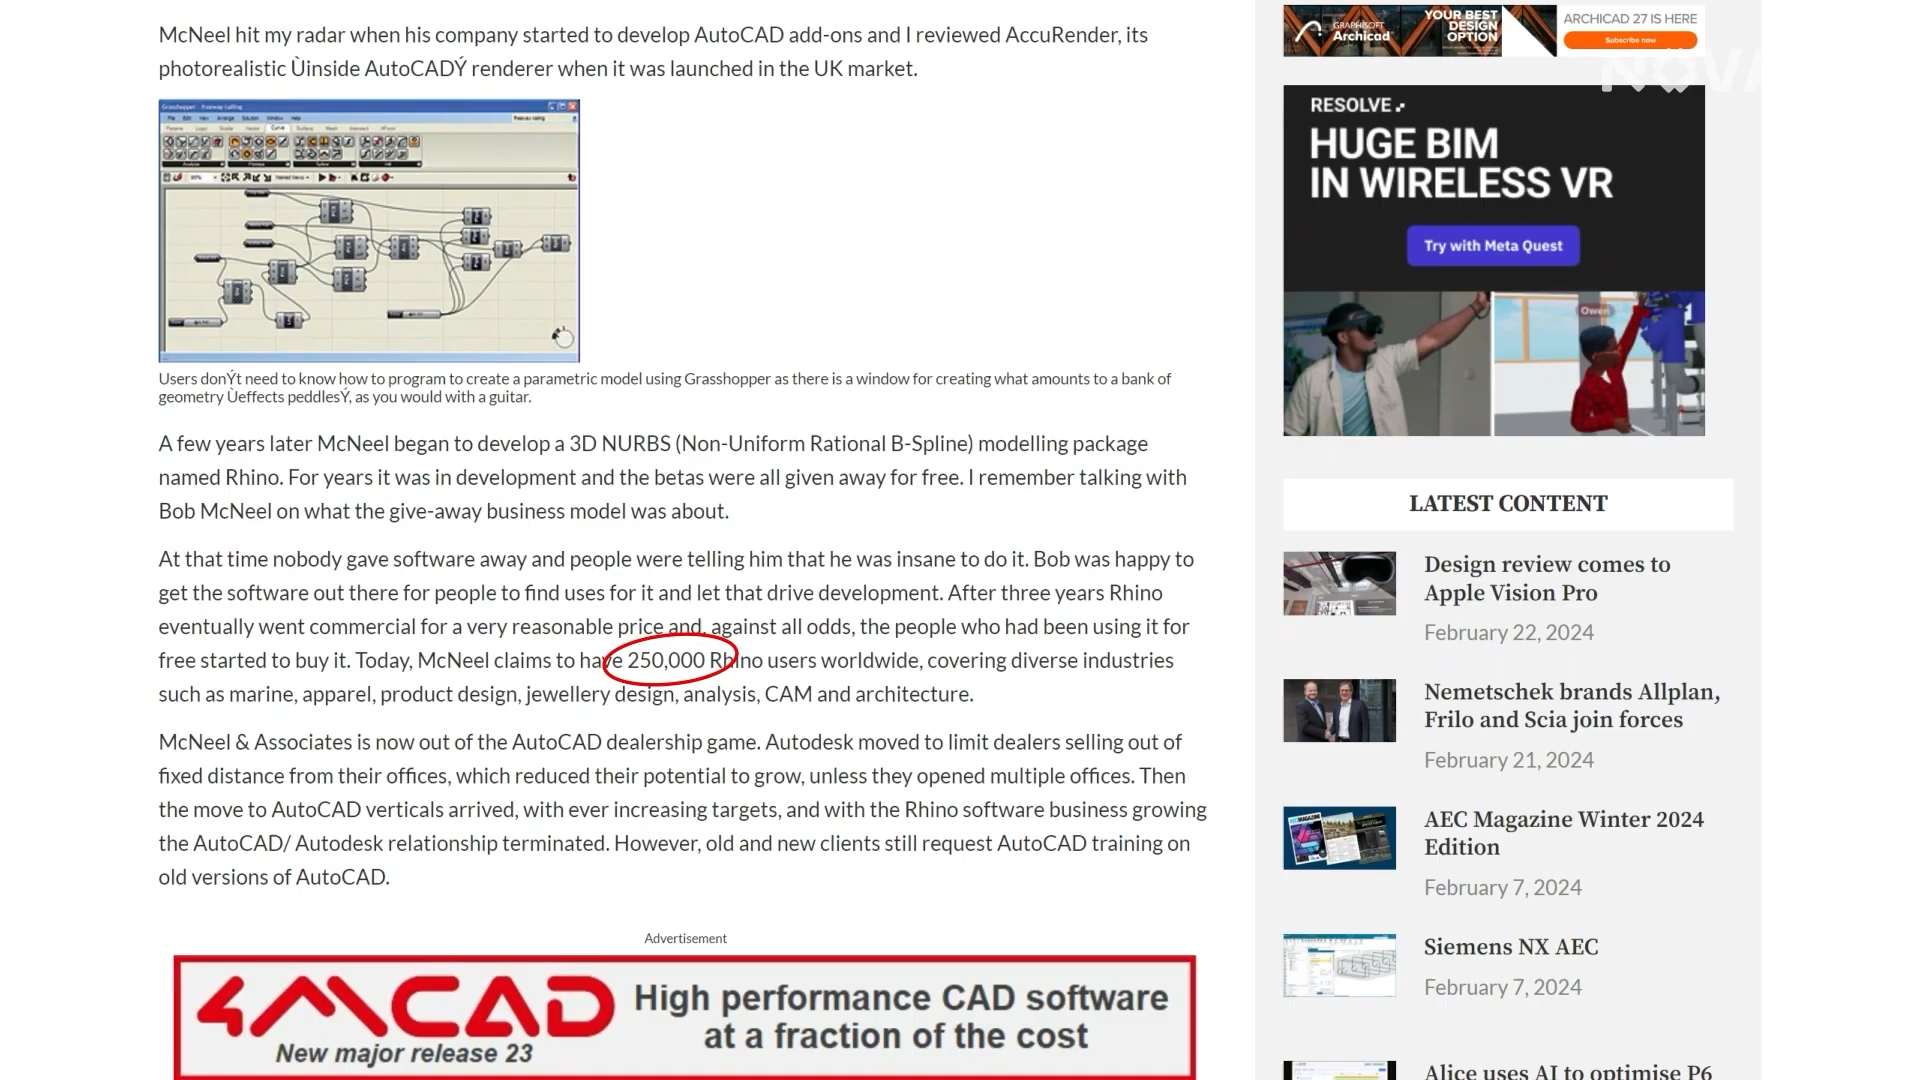 McNeel hit my radar when his company started to develop AutoCAD add-ons and I reviewed AccuRender, its
photorealistic Ùinside AutoCADÝ renderer when it was launched in the UK market.
Users donÝt need to know how to program to create a parametric model using Grasshopper as there is a window for creating what amounts to a bank of
geometry Ùeffects peddlesÝ, as you would with a guitar.
A few years later McNeel began to develop a 3D NURBS (Non-Uniform Rational B-Spline) modelling package
named Rhino. For years it was in development and the betas were all given away for free. I remember talking with
Bob McNeel on what the give-away business model was about.
At that time nobody gave software away and people were telling him that he was insane to do it. Bob was happy to
get the software out there for people to find uses for it and let that drive development. After three years Rhino
eventually went commercial for a very reasonable price and, against all odds, the people who had been using it for
free started to buy it. Today, McNeel claims to have 250,000 Rhino users worldwide, covering diverse industries
such as marine, apparel, product design, jewellery design, analysis, CAM and architecture.
McNeel & Associates is now out of the AutoCAD dealership game. Autodesk moved to limit dealers selling out of
fixed distance from their offices, which reduced their potential to grow, unless they opened multiple offices. Then
the move to AutoCAD verticals arrived, with ever increasing targets, and with the Rhino software business growing
the AutoCAD/ Autodesk relationship terminated. However, old and new clients still request AutoCAD training on
old versions of AutoCAD.
Advertisement
4MCAD
New major release 23
High performance CAD software
at a fraction of the cost
GRAPHISOFT
Archicad
YOUR BEST
DESIGN
OPTION
ARCHICAD 27 IS HERE
Subscribe now
RESOLVE
HUGE BIM
IN WIRELESS VR
Try with Meta Quest
Owen
LATEST CONTENT
Design review comes to
Apple Vision Pro
February 22, 2024
Nemetschek brands Allplan,
Frilo and Scia join forces
February 21, 2024
AEC Magazine Winter 2024
Edition
February 7, 2024
Siemens NX AEC
February 7, 2024
Alice uses AI to optimise P6